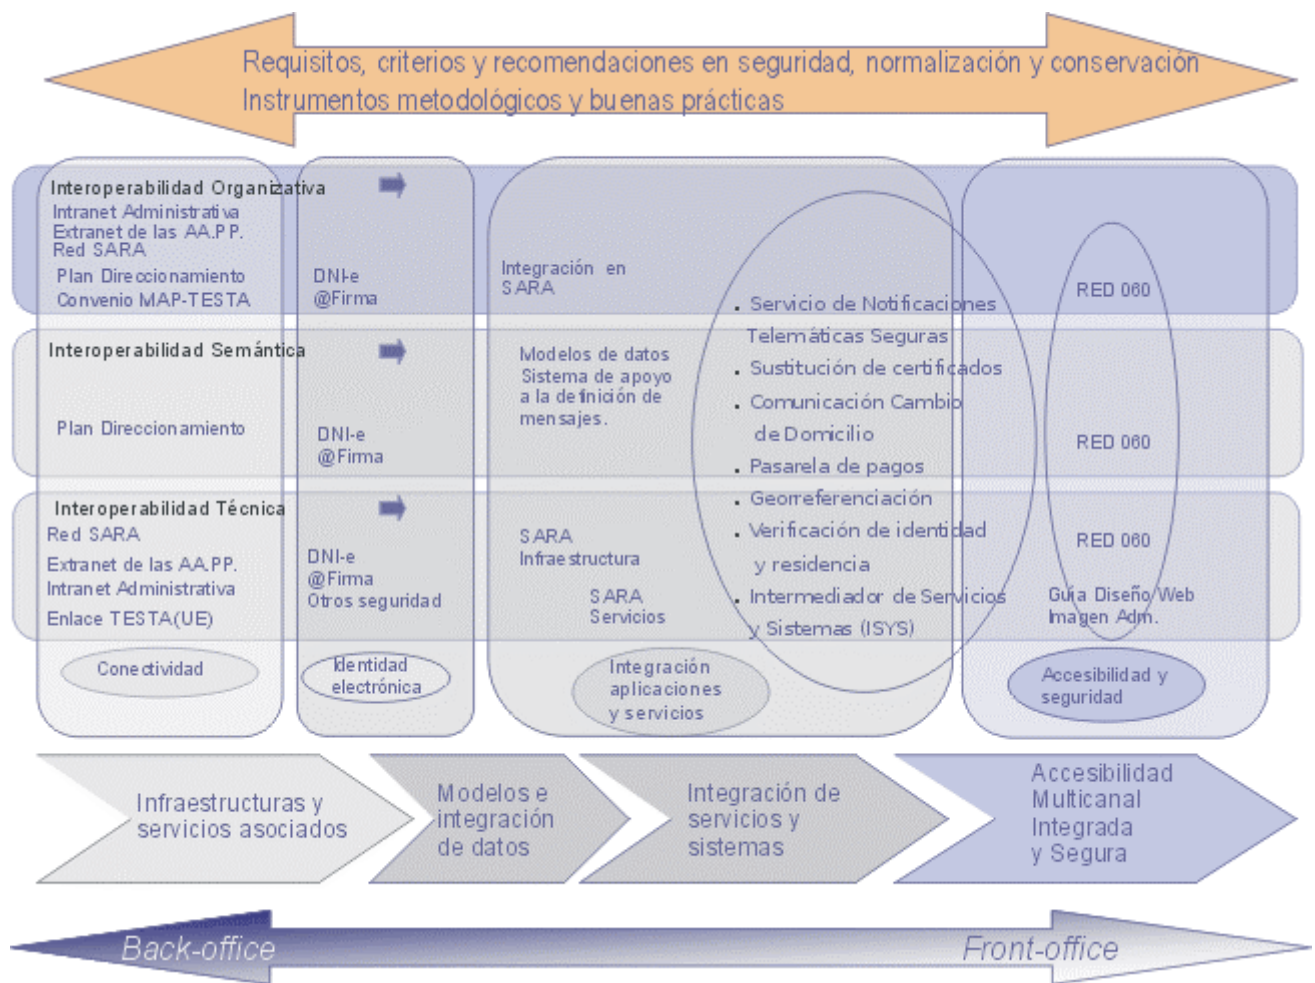 Requisitos, criterios y recomendaciones en seguridad, normalización y conservación
Instrumentos metodológicos y buenas prácticas
Interoperabilidad Organizativa
Intranet Administrativa
Extranet de las AA.PP.
Red SARA
Plan Direccionamiento
Convenio MAP-TESTA
DNI-e
@Firma
Integración en
SARA
RED 060
Interoperabilidad Semántica
Plan Direccionamiento
DNI-e
@Firma
Modelos de datos
Sistema de apoyo
a la definición de
mensajes.
RED 060
Interoperabilidad Técnica
Red SARA
Extranet de las AA.PP.
Intranet Administrativa
Enlace TESTA(UE)
DNI-e
@Firma
Otros seguridad
SARA
Infraestructura
SARA
Servicios
RED 060
Guía Diseño Web
Imagen Adm.
. Servicio de Notificaciones
Telemáticas Seguras
. Sustitución de certificados
. Comunicación Cambio
de Domicilio
. Pasarela de pagos
. Georreferenciación
. Verificación de identidad
y residencia
. Intermediador de Servicios
y Sistemas (ISYS)
Conectividad
Identidad
electrónica
Integración
aplicaciones
y servicios
Accesibilidad y
seguridad
Infraestructuras y
servicios asociados
Modelos e
integración
de datos
Integración de
servicios y
sistemas
Accesibilidad
Multicanal
Integrada
y Segura
Back-office
Front-office